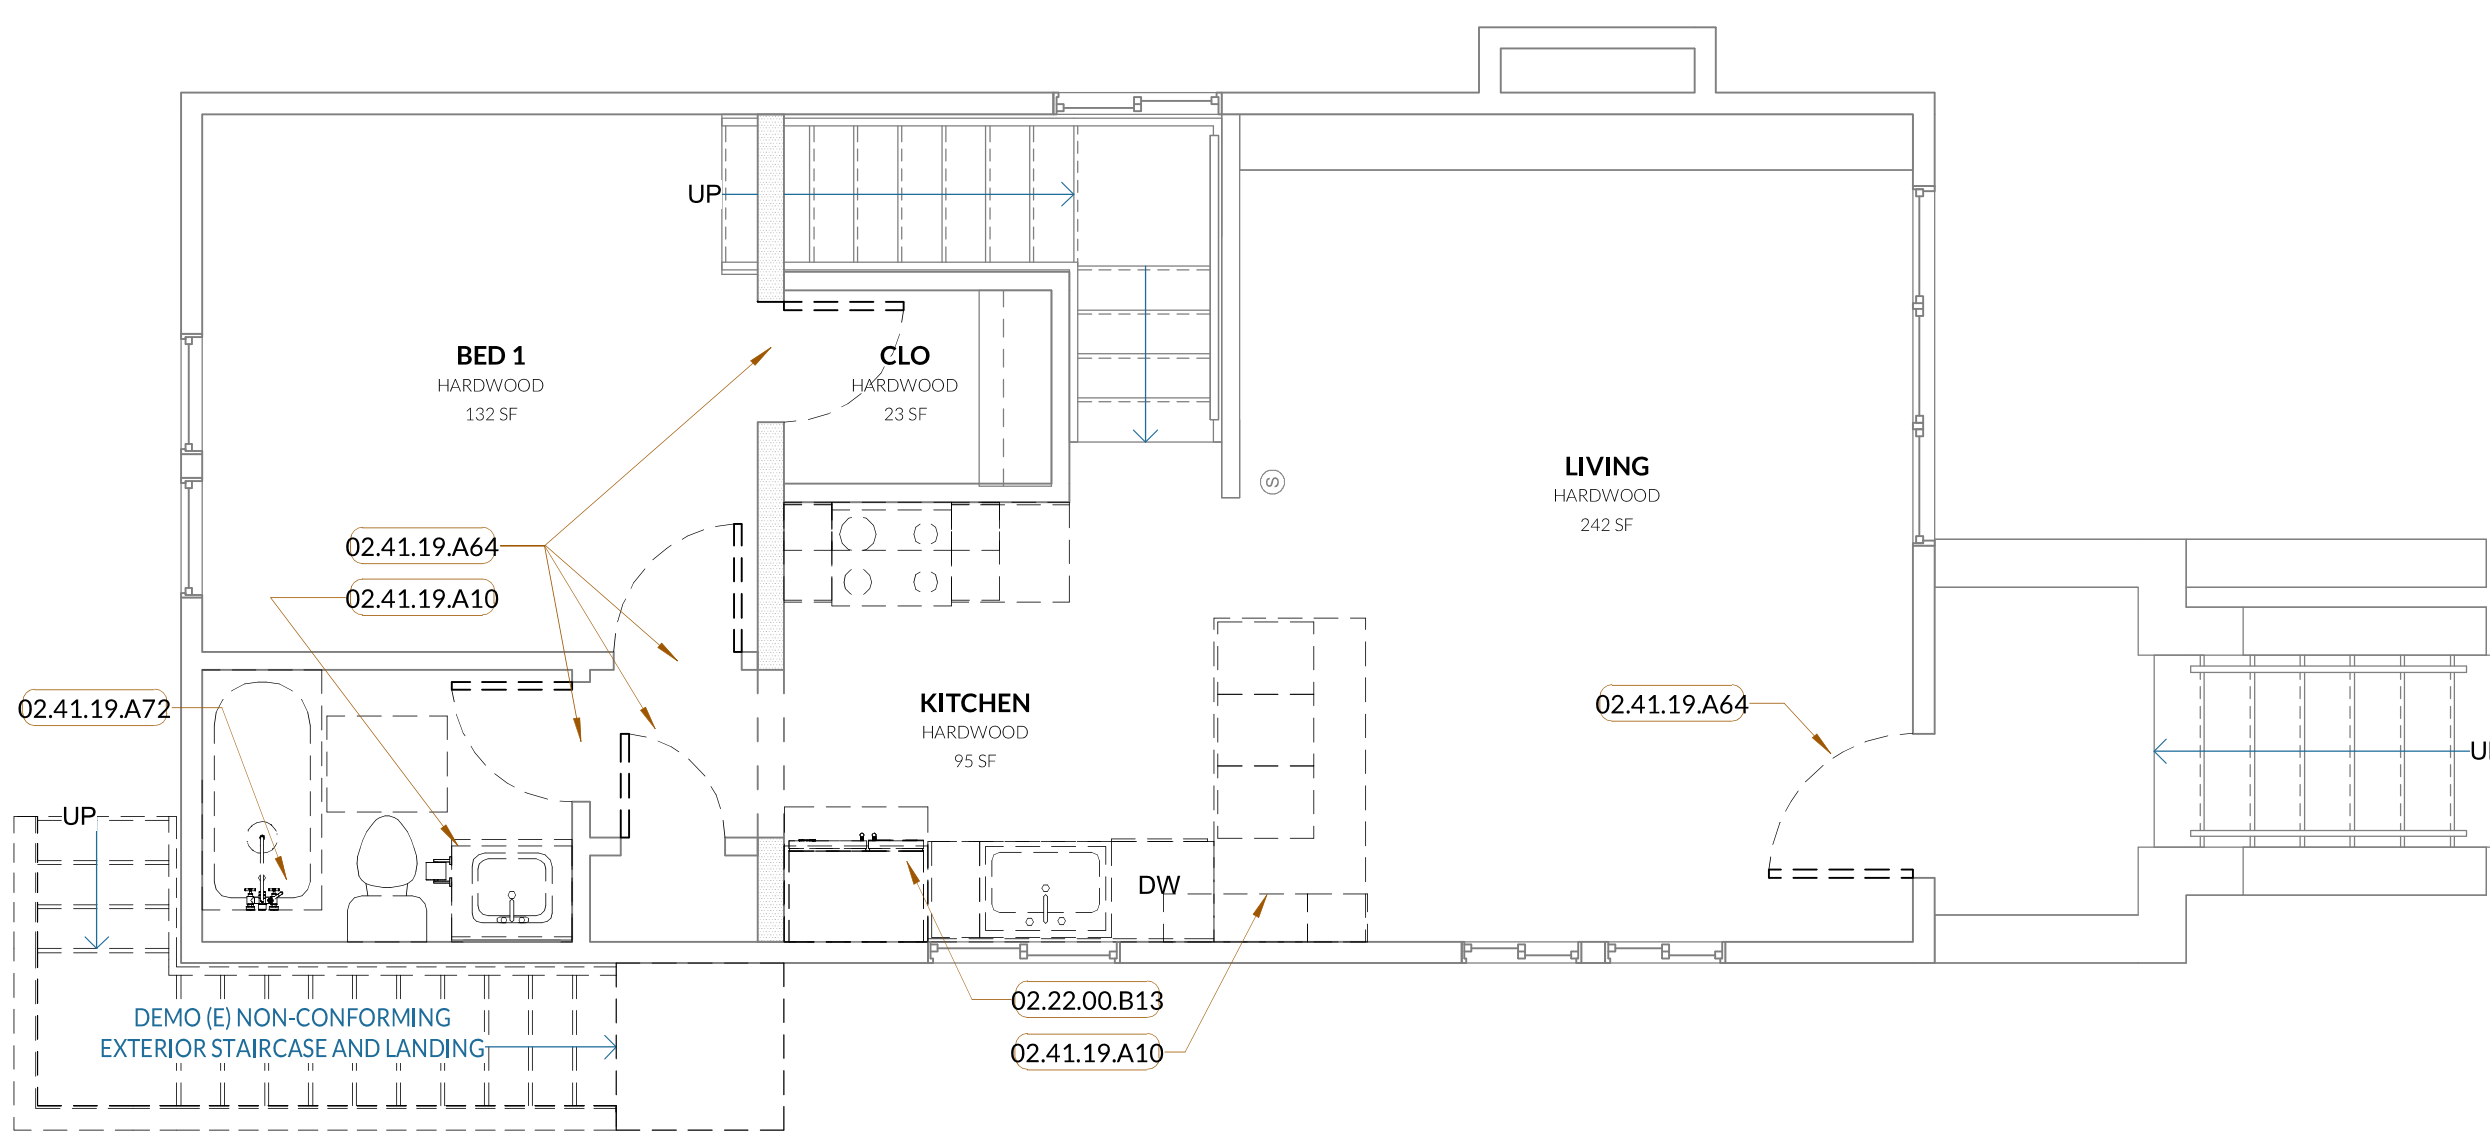 UP
BED 1
HARDWOOD
132 SF
CLO
HARDWOOD
23 SF
LIVING
HARDWOOD
242 SF
S
02.41.19.A64
02.41.19.A10
02.41.19.A72
KITCHEN
HARDWOOD
95 SF
02.41.19.A64
UP
UP
DW
02.22.00.B13
02.41.19.A10
DEMO (E) NON-CONFORMING
EXTERIOR STAIRCASE AND LANDING